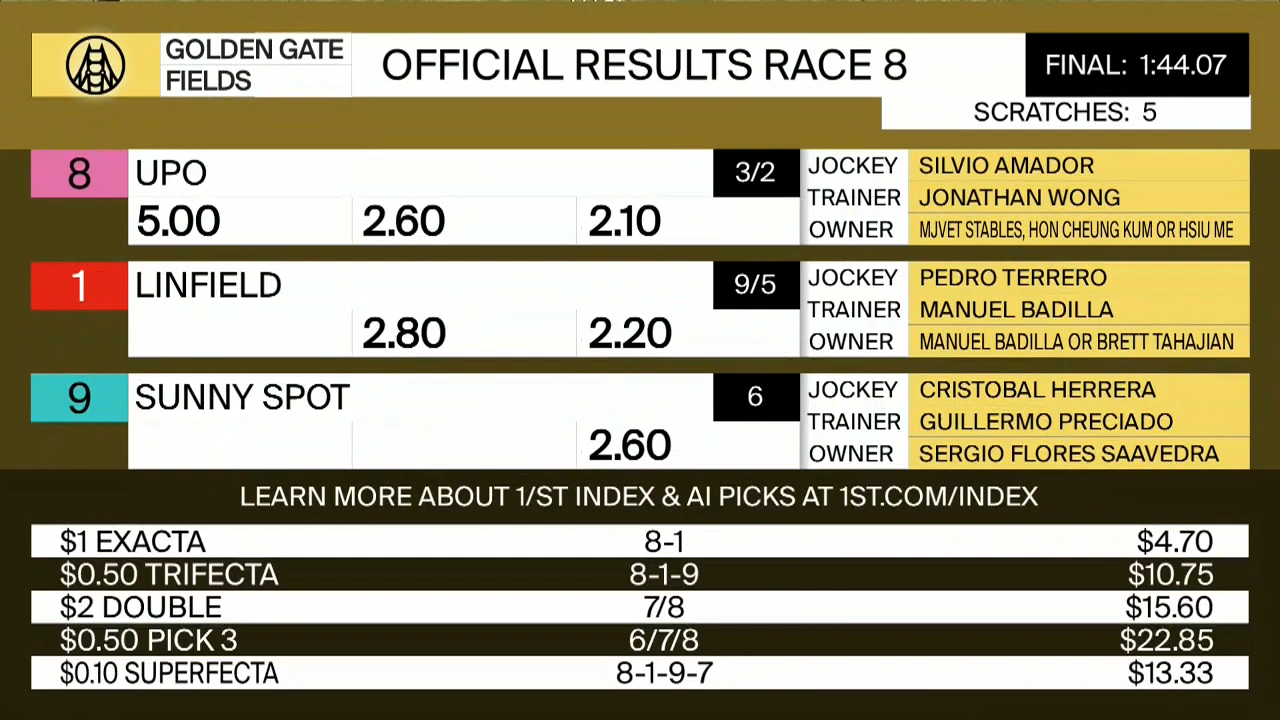 GOLDEN GATE FIELDS
OFFICIAL RESULTS RACE 8
FINAL: 1:44.07
SCRATCHES: 5
8 UPO 3/2
5.00 2.60 2.10
JOCKEY SILVIO AMADOR
TRAINER JONATHAN WONG
OWNER MJVET STABLES, HON CHEUNG KUM OR HSIU ME
1 LINFIELD 9/5
2.80 2.20
JOCKEY PEDRO TERRERO
TRAINER MANUEL BADILLA
OWNER MANUEL BADILLA OR BRETT TAHAJIAN
9 SUNNY SPOT 6
2.60
JOCKEY CRISTOBAL HERRERA
TRAINER GUILLERMO PRECIADO
OWNER SERGIO FLORES SAAVEDRA
LEARN MORE ABOUT 1/ST INDEX & AI PICKS AT 1ST.COM/INDEX
$1 EXACTA 8-1 $4.70
$0.50 TRIFECTA 8-1-9 $10.75
$2 DOUBLE 7/8 $15.60
$0.50 PICK 3 6/7/8 $22.85
$0.10 SUPERFECTA 8-1-9-7 $13.33